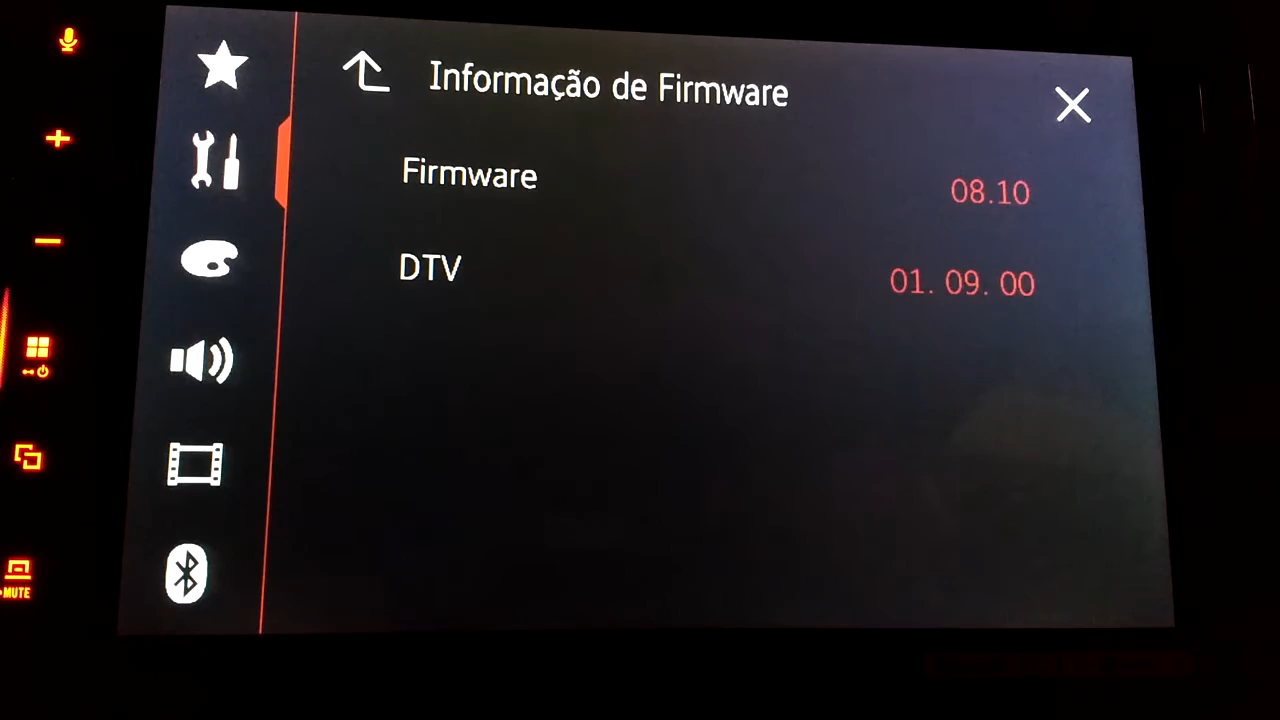 Informação de Firmware
Firmware 08.10
DTV 01. 09. 00
MUTE